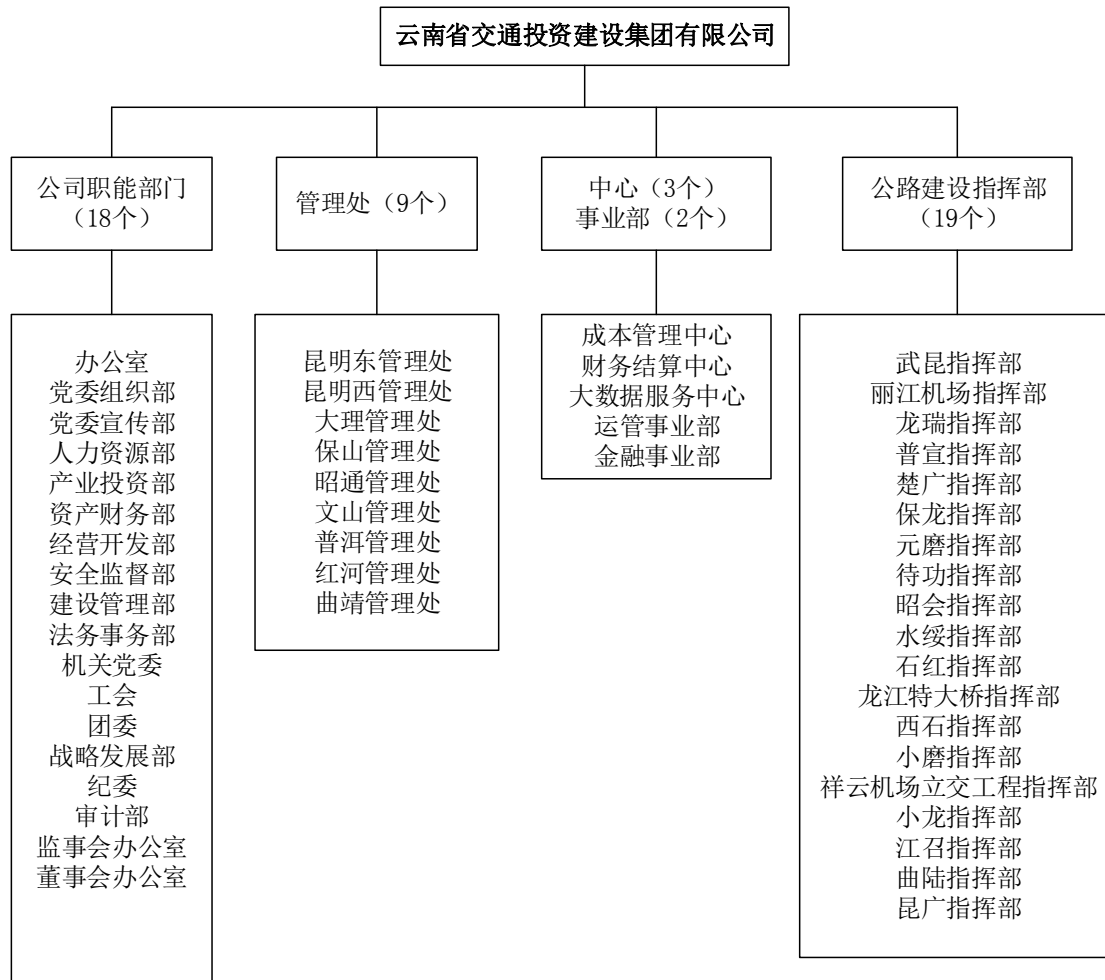 云南省交通投资建设集团有限公司
公司职能部门
（18个）
管理处（9个）
中心（3个）
事业部（2个）
公路建设指挥部
（19个）
办公室
党委组织部
党委宣传部
人力资源部
产业投资部
资产财务部
经营开发部
安全监督部
建设管理部
法务事务部
机关党委
工会
团委
战略发展部
纪委
审计部
监事会办公室
董事会办公室
昆明东管理处
昆明西管理处
大理管理处
保山管理处
昭通管理处
文山管理处
普洱管理处
红河管理处
曲靖管理处
成本管理中心
财务结算中心
大数据服务中心
运管事业部
金融事业部
武昆指挥部
丽江机场指挥部
龙瑞指挥部
普宣指挥部
楚广指挥部
保龙指挥部
元磨指挥部
待功指挥部
昭会指挥部
水绥指挥部
石红指挥部
龙江特大桥指挥部
西石指挥部
小磨指挥部
祥云机场立交工程指挥部
小龙指挥部
江召指挥部
曲陆指挥部
昆广指挥部